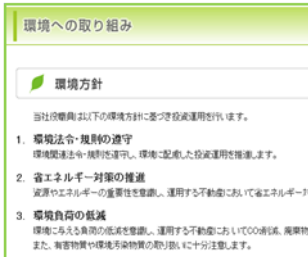 環境への取り組み
環境方針
当社役職員は以下の環境方針に基づき投資運用を行います。
1. 環境法令・規則の遵守
環境関連法令・規則を遵守し、環境に配慮した投資運用を推進します。
2. 省エネルギー対策の推進
資源やエネルギーの重要性を意識し、運用する不動産において省エネルギー
3. 環境負荷の低減
環境に与える負荷の低減を意識し、運用する不動産においてCO2削減、廃棄物
また、有害物質や環境汚染物質の取り扱いに十分注意します。